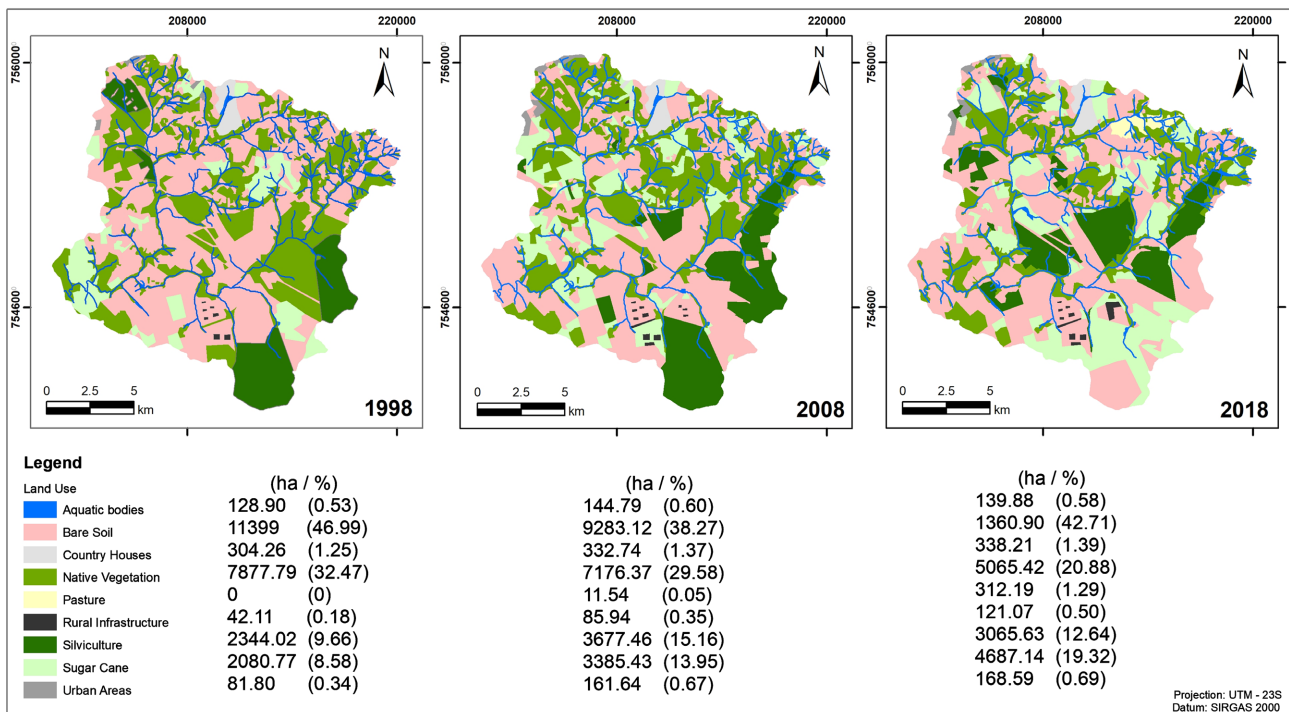 208000 220000 208000 220000 208000 220000
7560000 7560000 7560000
N N N
7546000 7546000 7546000
0 2.5 5 0 2.5 5 0 2.5 5
km 1998 km 2008 km 2018
Legend
Land Use (ha / %) (ha / %) (ha / %)
Aquatic bodies 128.90 (0.53) 144.79 (0.60) 139.88 (0.58)
Bare Soil 11399 (46.99) 9283.12 (38.27) 1360.90 (42.71)
Country Houses 304.26 (1.25) 332.74 (1.37) 338.21 (1.39)
Native Vegetation 7877.79 (32.47) 7176.37 (29.58) 5065.42 (20.88)
Pasture 0 (0) 11.54 (0.05) 312.19 (1.29)
Rural Infrastructure 42.11 (0.18) 85.94 (0.35) 121.07 (0.50)
Silviculture 2344.02 (9.66) 3677.46 (15.16) 3065.63 (12.64)
Sugar Cane 2080.77 (8.58) 3385.43 (13.95) 4687.14 (19.32)
Urban Areas 81.80 (0.34) 161.64 (0.67) 168.59 (0.69)
Projection: UTM - 23S
Datum: SIRGAS 2000